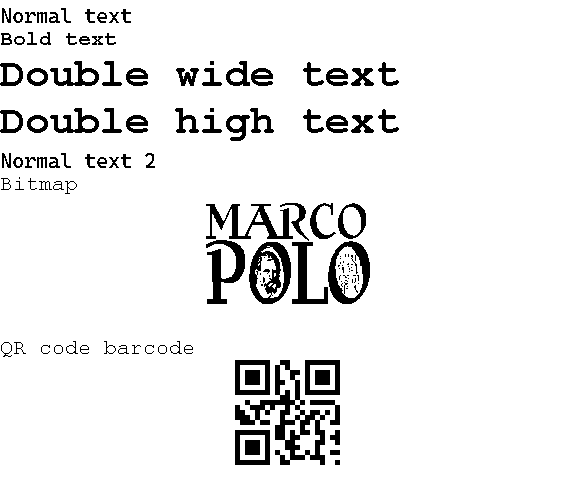 Normal text
Bold text
Double wide text
Double high text
Normal text 2
Bitmap
MARCO
POLO
QR code barcode